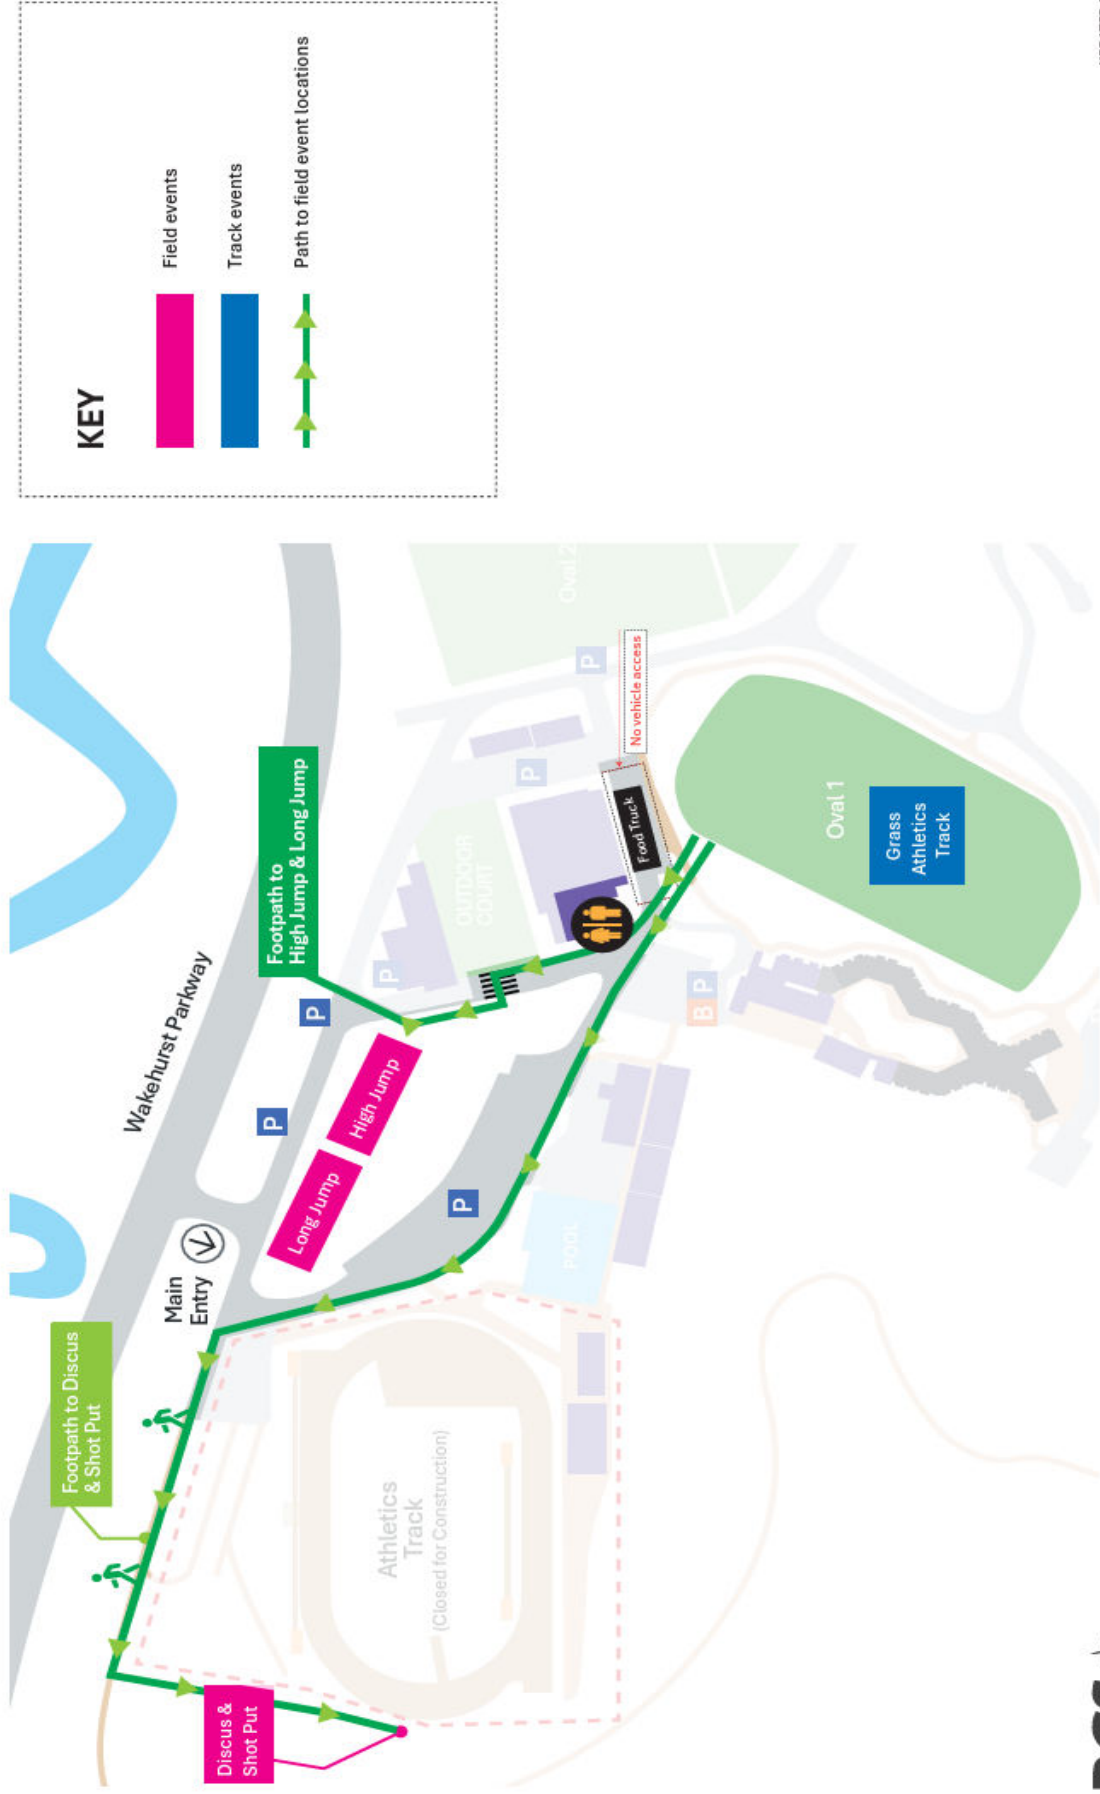 KEY
Field events
Track events
Path to field event locations
Wakehurst Parkway
Main
Entry
Footpath to Discus
& Shot Put
Discus &
Shot Put
Footpath to
High Jump & Long Jump
Long Jump
High Jump
P
P
P
P
P
P
B P
OUTDOOR
COURT
Oval 2
No vehicle access
Food Truck
POOL
Athletics
Track
(Closed for Construction)
Oval 1
Grass
Athletics
Track